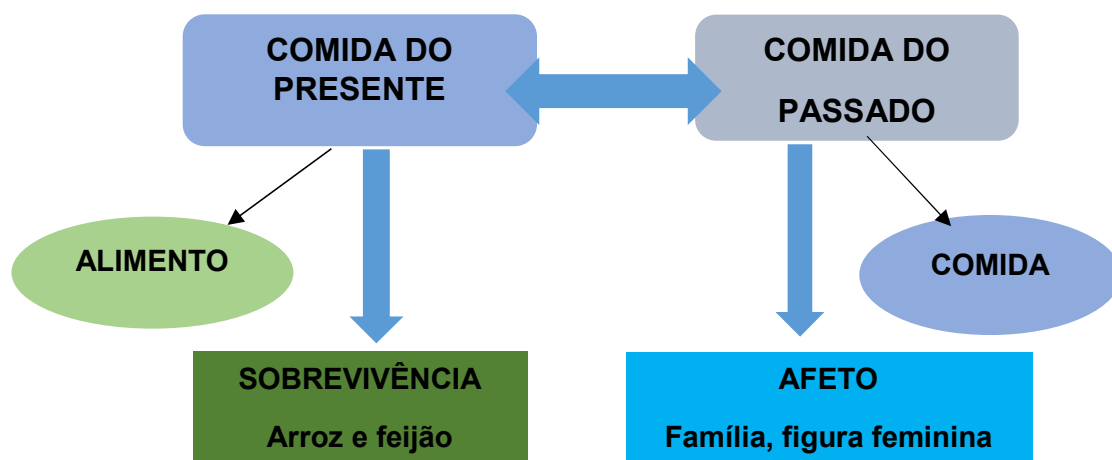 COMIDA DO
PRESENTE
COMIDA DO
PASSADO
ALIMENTO
COMIDA
SOBREVIVÊNCIA
Arroz e feijão
AFETO
Família, figura feminina